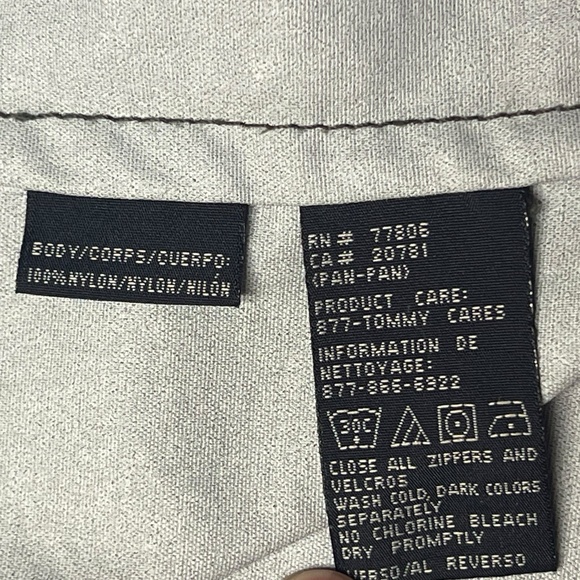 BODY/CORPS/CUERPO:
100%NYLON/NYLON/NILÓN
RN# 77806
CA# 20781
(PAN-PAN)
PRODUCT CARE:
877-TOMMY CARES
INFORMATION DE
NETTOYAGE:
877-866-6922
30C
CLOSE ALL ZIPPERS AND
VELCROS
WASH COLD, DARK COLORS
SEPARATELY
NO CHLORINE BLEACH
DRY PROMPTLY
/AL REVERSO